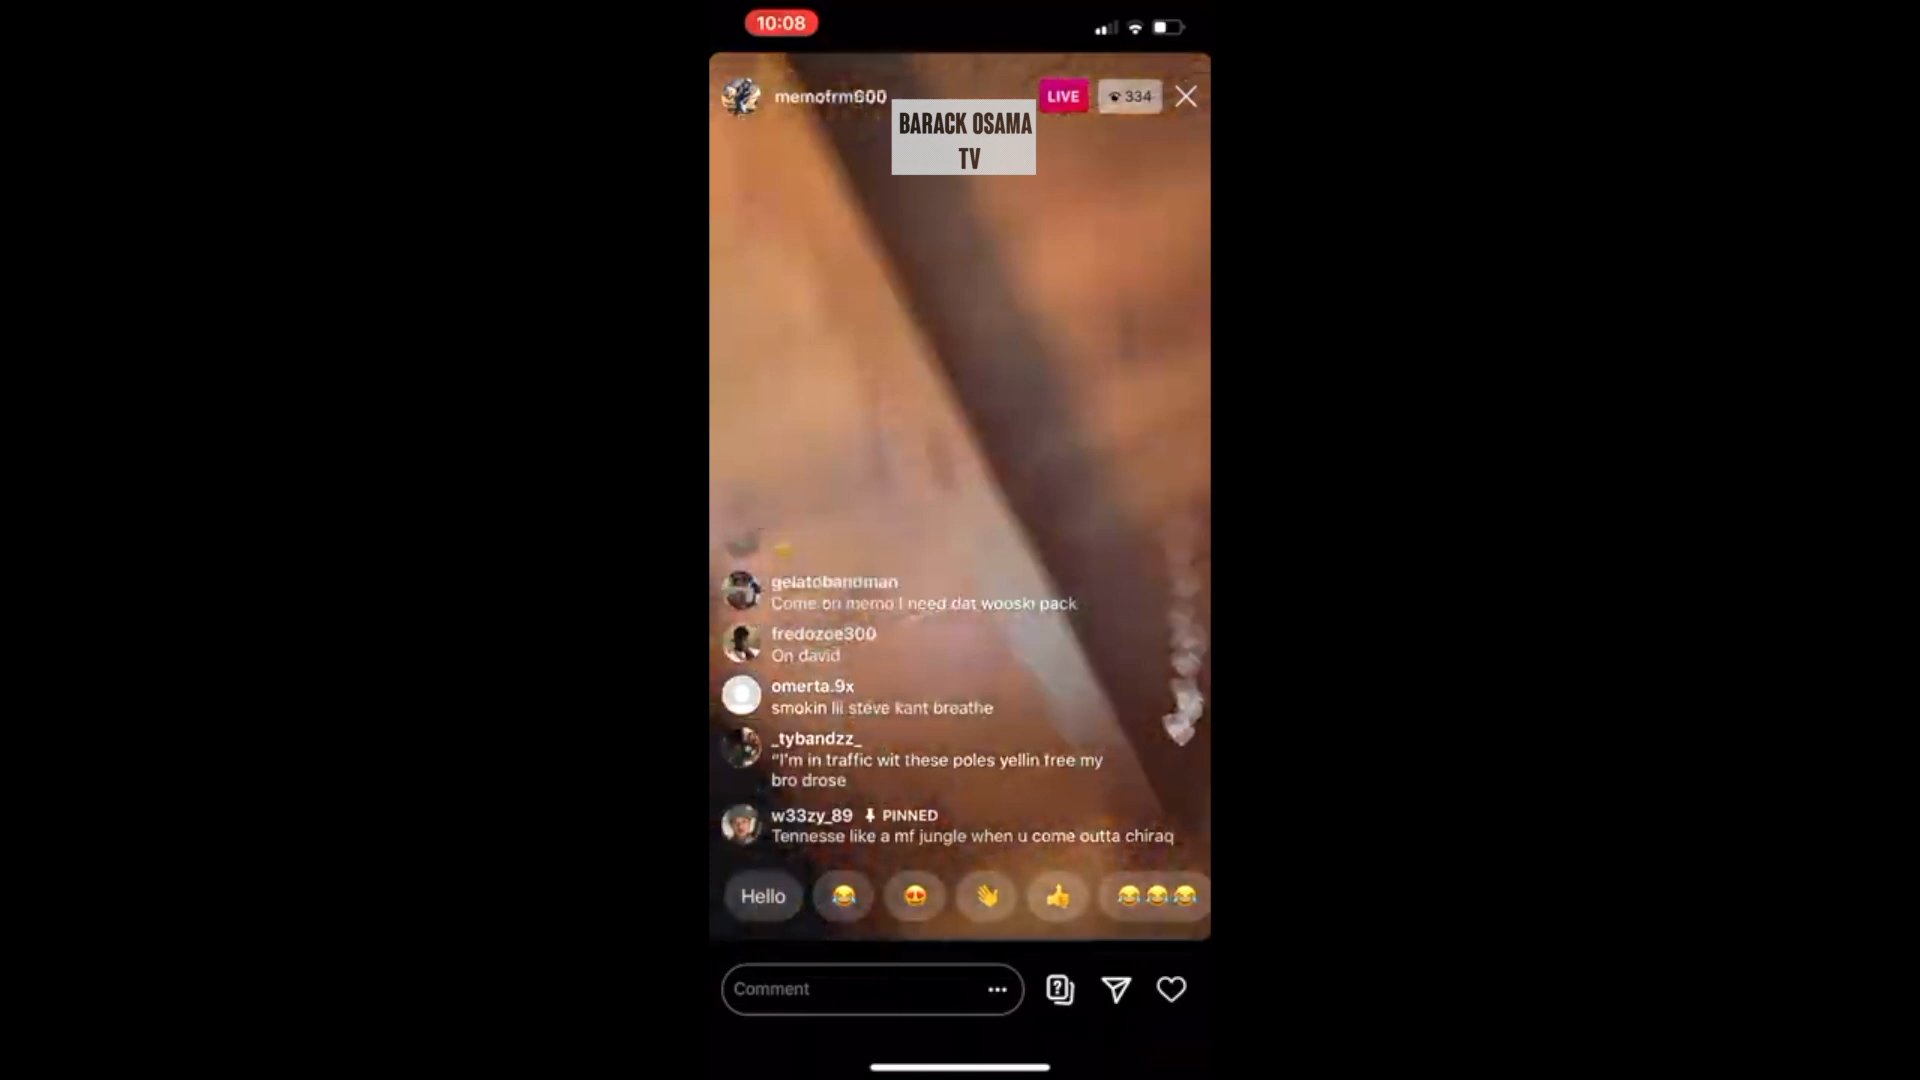 10:08
memofrm600
LIVE
334
BARACK OSAMA
TV
gelatobandman
Come on memo I need dat wooski pack
fredozoe300
On david
omerta.9x
smokin lil steve kant breathe
_tybandzz_
"I'm in traffic wit these poles yellin free my
bro drose
w33zy_89 PINNED
Tennesse like a mf jungle when u come outta chiraq
Hello
Comment